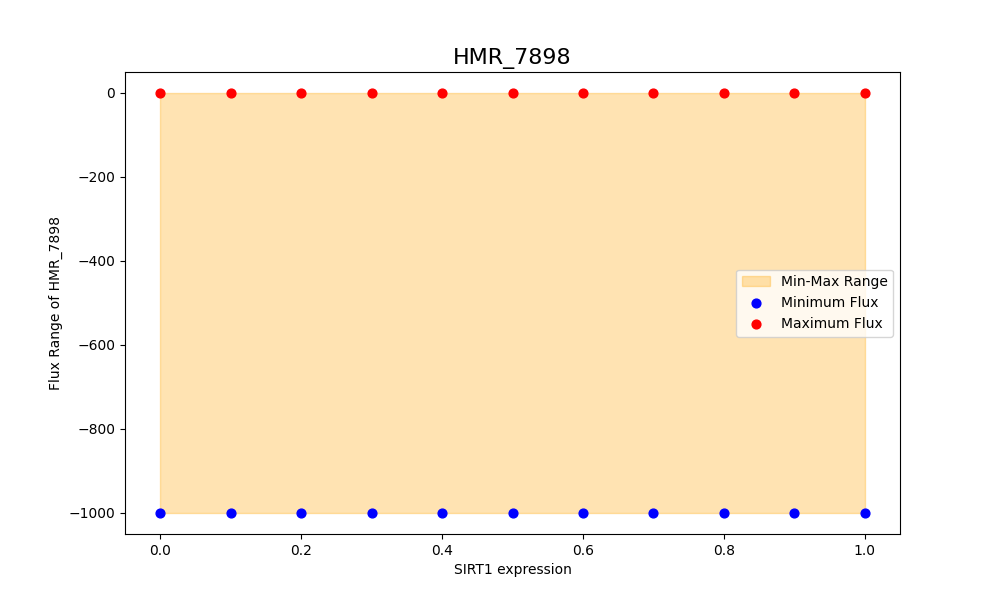 HMR_7898
Flux Range of HMR_7898
0
−200
−400
−600
−800
−1000
Min-Max Range
Minimum Flux
Maximum Flux
0.0 0.2 0.4 0.6 0.8 1.0
SIRT1 expression